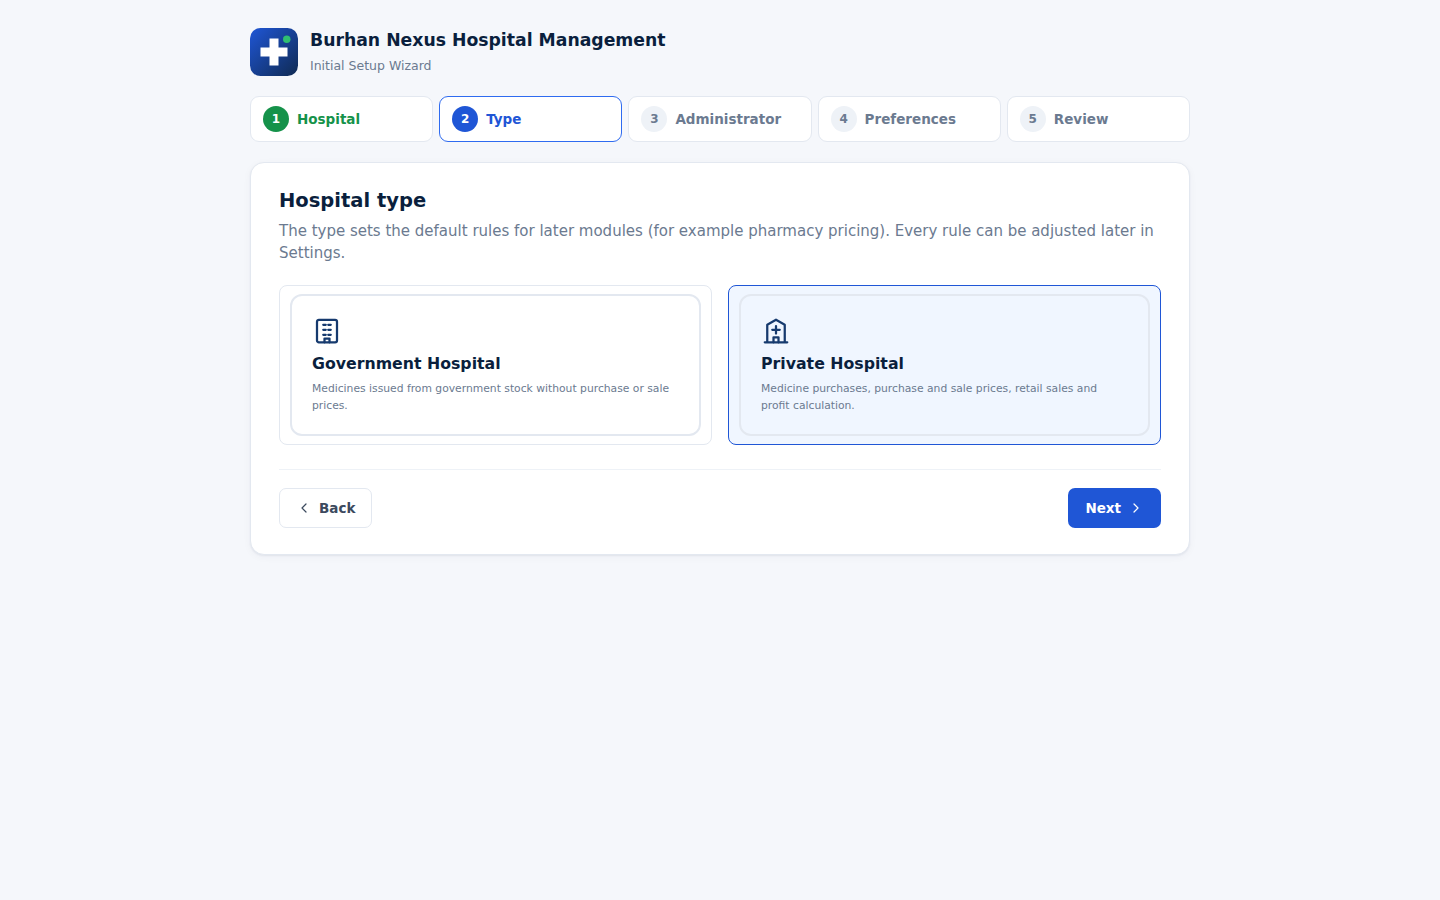 Burhan Nexus Hospital Management
Initial Setup Wizard
1 Hospital
2 Type
3 Administrator
4 Preferences
5 Review
Hospital type
The type sets the default rules for later modules (for example pharmacy pricing). Every rule can be adjusted later in
Settings.
Government Hospital
Medicines issued from government stock without purchase or sale
prices.
Private Hospital
Medicine purchases, purchase and sale prices, retail sales and
profit calculation.
Back
Next